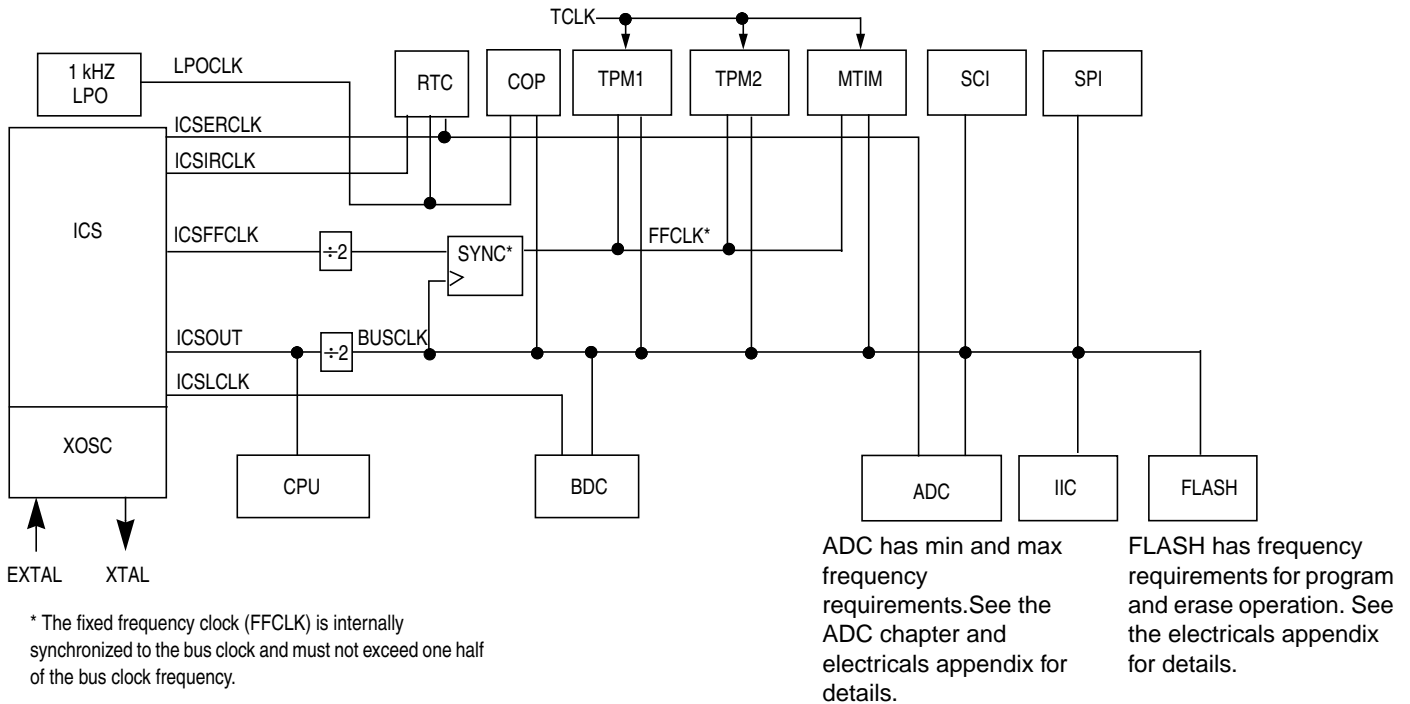 TCLK
1 kHZ
LPO
LPOCLK
RTC
COP
TPM1
TPM2
MTIM
SCI
SPI
ICSERCLK
ICSIRCLK
ICS
ICSFFCLK
÷2
SYNC*
FFCLK*
ICSOUT
÷2
BUSCLK
ICSLCLK
XOSC
CPU
BDC
ADC
IIC
FLASH
EXTAL
XTAL
ADC has min and max
frequency
requirements.See the
ADC chapter and
electricals appendix for
details.
FLASH has frequency
requirements for program
and erase operation. See
the electricals appendix
for details.
* The fixed frequency clock (FFCLK) is internally
synchronized to the bus clock and must not exceed one half
of the bus clock frequency.